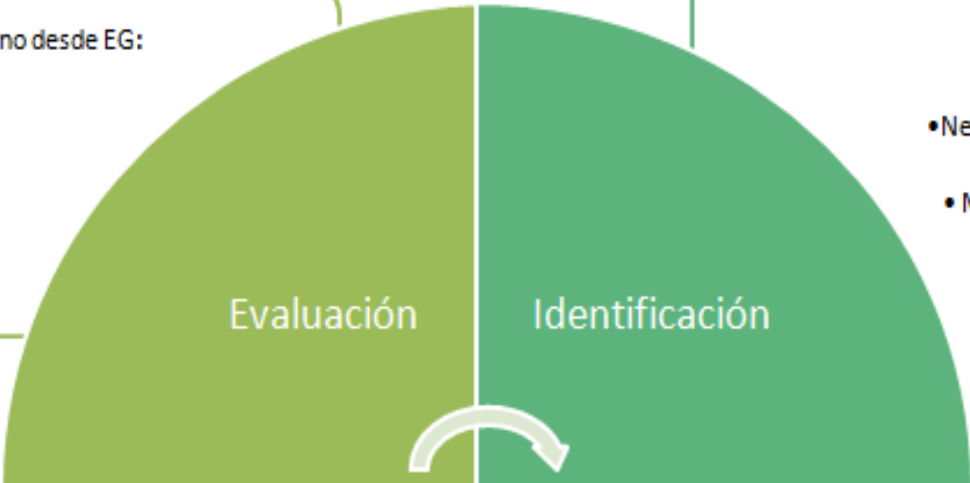 no desde EG:
•Ne
• N
Evaluación
Identificación